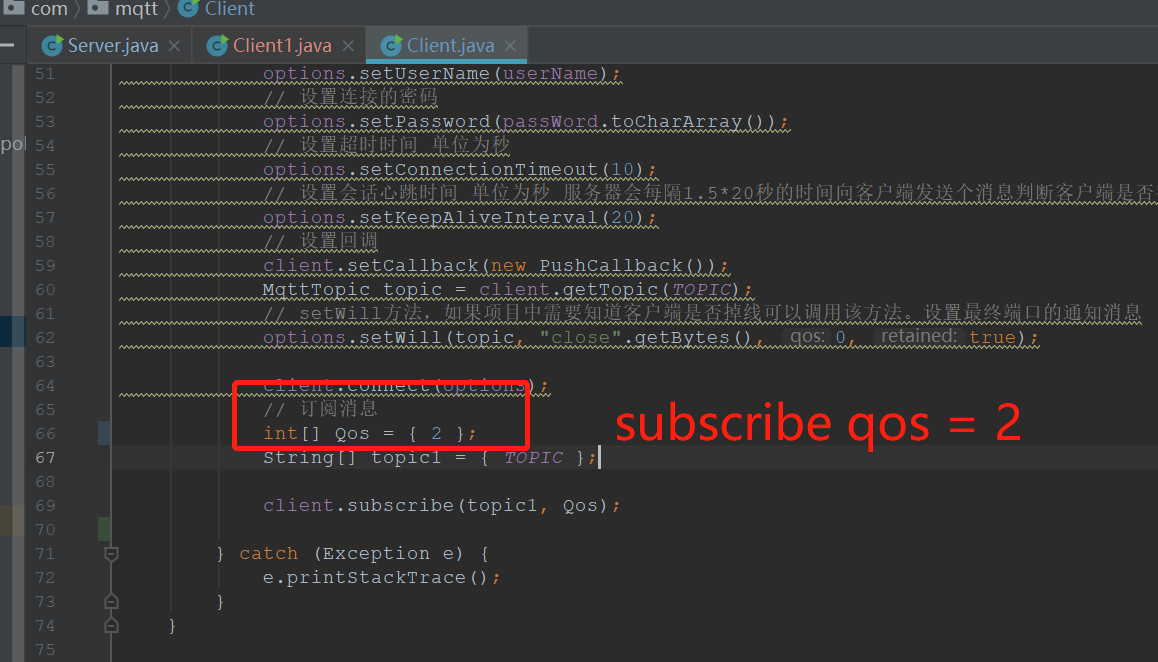 com mqtt Client
Server.java Client1.java Client.java
51 options.setUserName(userName);
52 // 设置连接的密码
53 options.setPassword(passWord.toCharArray());
pol
54 // 设置超时时间 单位为秒
55 options.setConnectionTimeout(10);
56 // 设置会话心跳时间 单位为秒 服务器会每隔1.5*20秒的时间向客户端发送个消息判断客户端是否
57 options.setKeepAliveInterval(20);
58 // 设置回调
59 client.setCallback(new PushCallback());
60 MqttTopic topic = client.getTopic(TOPIC);
61 // setWill方法，如果项目中需要知道客户端是否掉线可以调用该方法。设置最终端口的通知消息
62 options.setWill(topic, "close".getBytes(), qos: 0, retained: true);
63
64 client.connect(options);
65 // 订阅消息
66 int[] Qos = { 2 };
subscribe qos = 2
67 String[] topic1 = { TOPIC };
68
69 client.subscribe(topic1, Qos);
70
71 } catch (Exception e) {
72 e.printStackTrace();
73 }
74 }
75